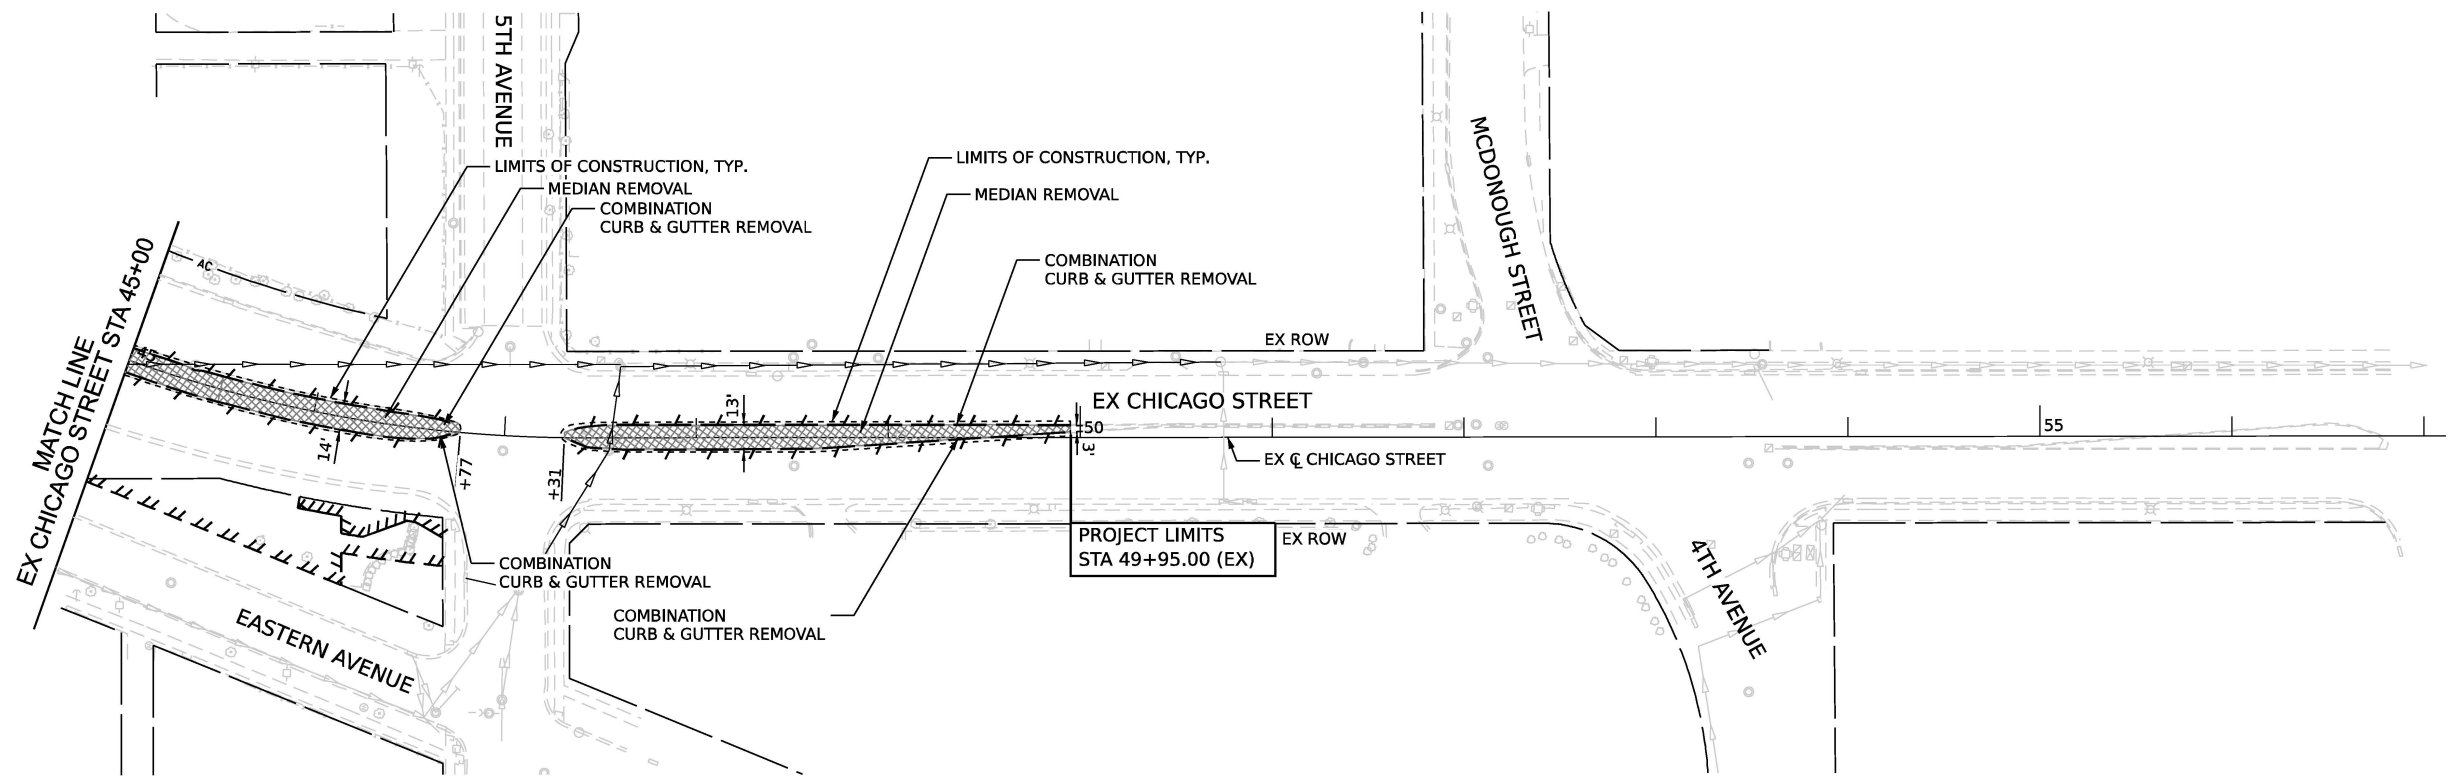 5TH AVENUE
LIMITS OF CONSTRUCTION, TYP.
MEDIAN REMOVAL
COMBINATION
CURB & GUTTER REMOVAL
LIMITS OF CONSTRUCTION, TYP.
MEDIAN REMOVAL
COMBINATION
CURB & GUTTER REMOVAL
MCDONOUGH STREET
MATCH LINE
EX CHICAGO STREET STA 45+00
AC
45
EX ROW
EX CHICAGO STREET
13'
14'
+77
+31
50
3'
55
EX ℄ CHICAGO STREET
PROJECT LIMITS
STA 49+95.00 (EX)
EX ROW
COMBINATION
CURB & GUTTER REMOVAL
COMBINATION
CURB & GUTTER REMOVAL
EASTERN AVENUE
4TH AVENUE